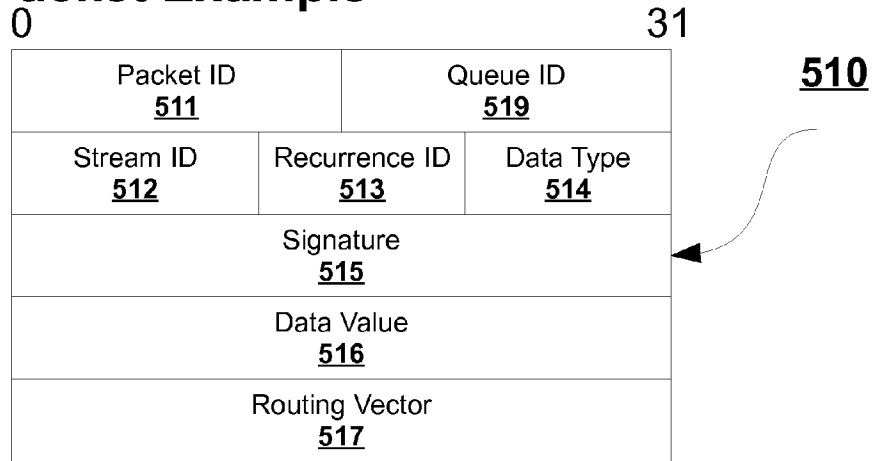 Example
0 31
510
Packet ID Queue ID
511 519
Stream ID Recurrence ID Data Type
512 513 514
Signature
515
Data Value
516
Routing Vector
517